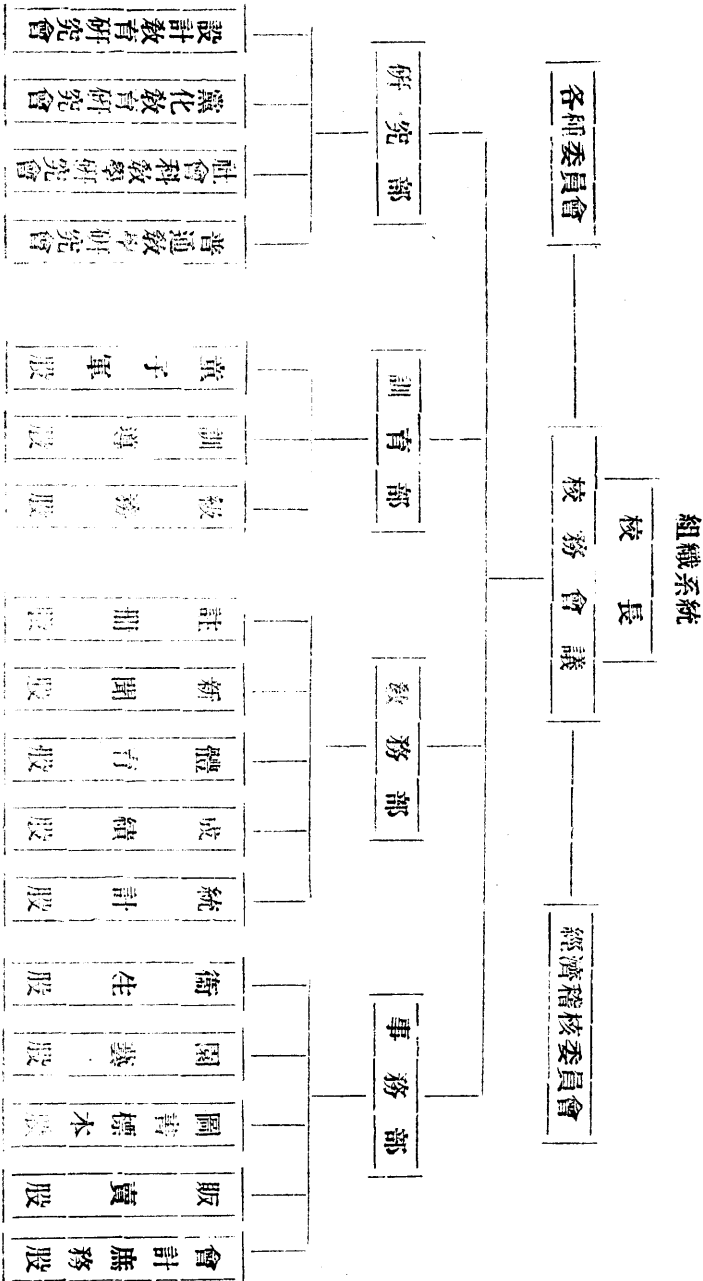 組織系統
校長
校務會議
各種委員會
經濟稽核委員會
研究部
訓育部
教務部
事務部
設計教育研究會
黨化教育研究會
社會科教學研究會
普通教學研究會
童子軍股
訓導股
級務股
註冊股
新聞股
體育股
成績股
統計股
衛生股
園藝股
圖書標本股
販賣股
會計庶務股